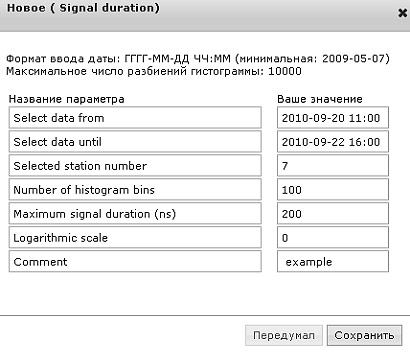 Новое ( Signal duration)
Формат ввода даты: ГГГГ-ММ-ДД ЧЧ:ММ (минимальная: 2009-05-07)
Максимальное число разбиений гистограммы: 10000
Название параметра Ваше значение
Select data from 2010-09-20 11:00
Select data until 2010-09-22 16:00
Selected station number 7
Number of histogram bins 100
Maximum signal duration (ns) 200
Logarithmic scale 0
Comment example
Передумал Сохранить